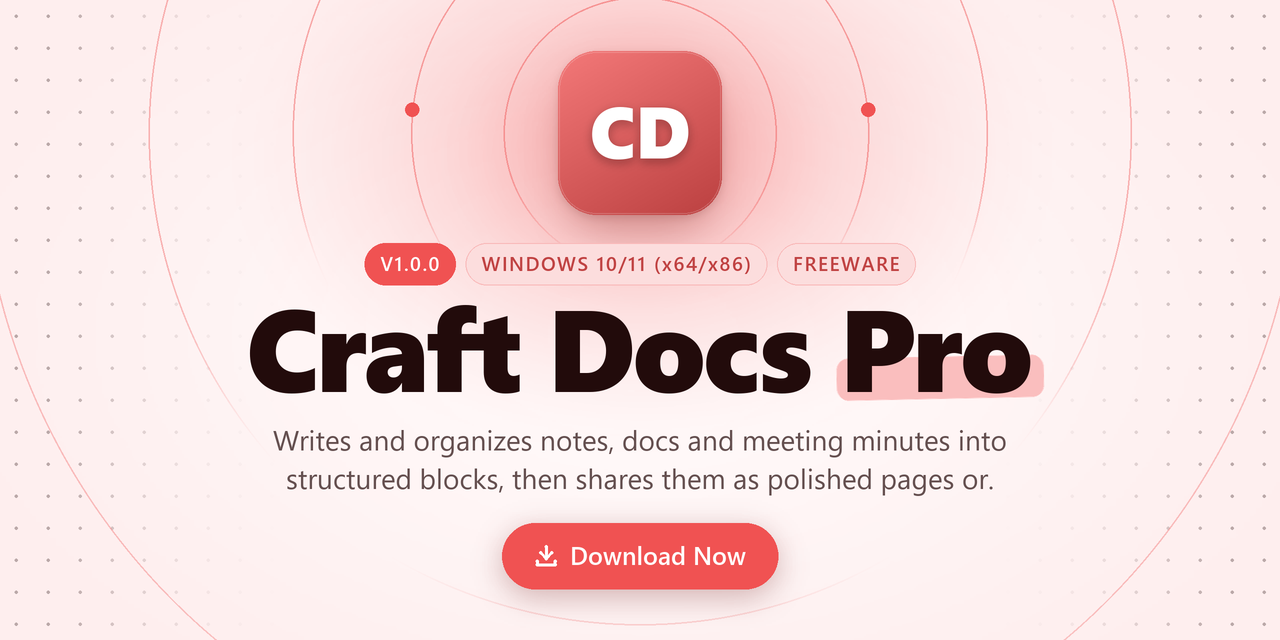 CD
V1.0.0 WINDOWS 10/11 (x64/x86) FREEWARE
Craft Docs Pro
Writes and organizes notes, docs and meeting minutes into
structured blocks, then shares them as polished pages or.
Download Now